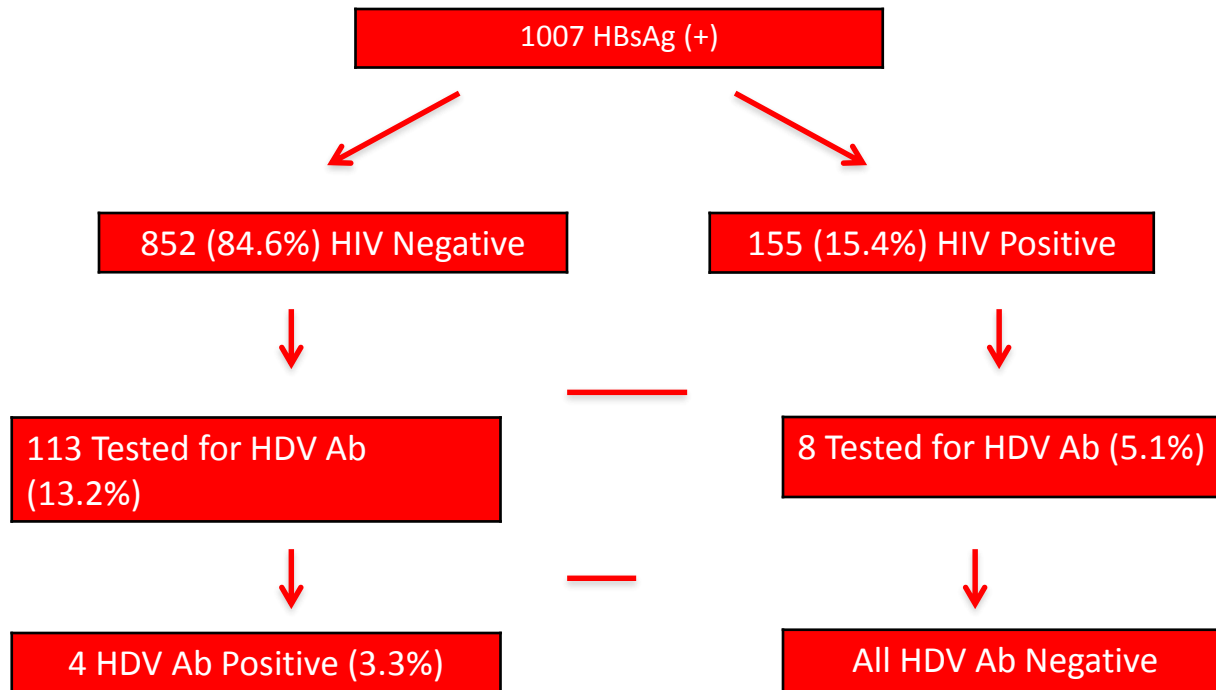 1007 HBsAg (+)
852 (84.6%) HIV Negative
155 (15.4%) HIV Positive
113 Tested for HDV Ab
(13.2%)
8 Tested for HDV Ab (5.1%)
4 HDV Ab Positive (3.3%)
All HDV Ab Negative